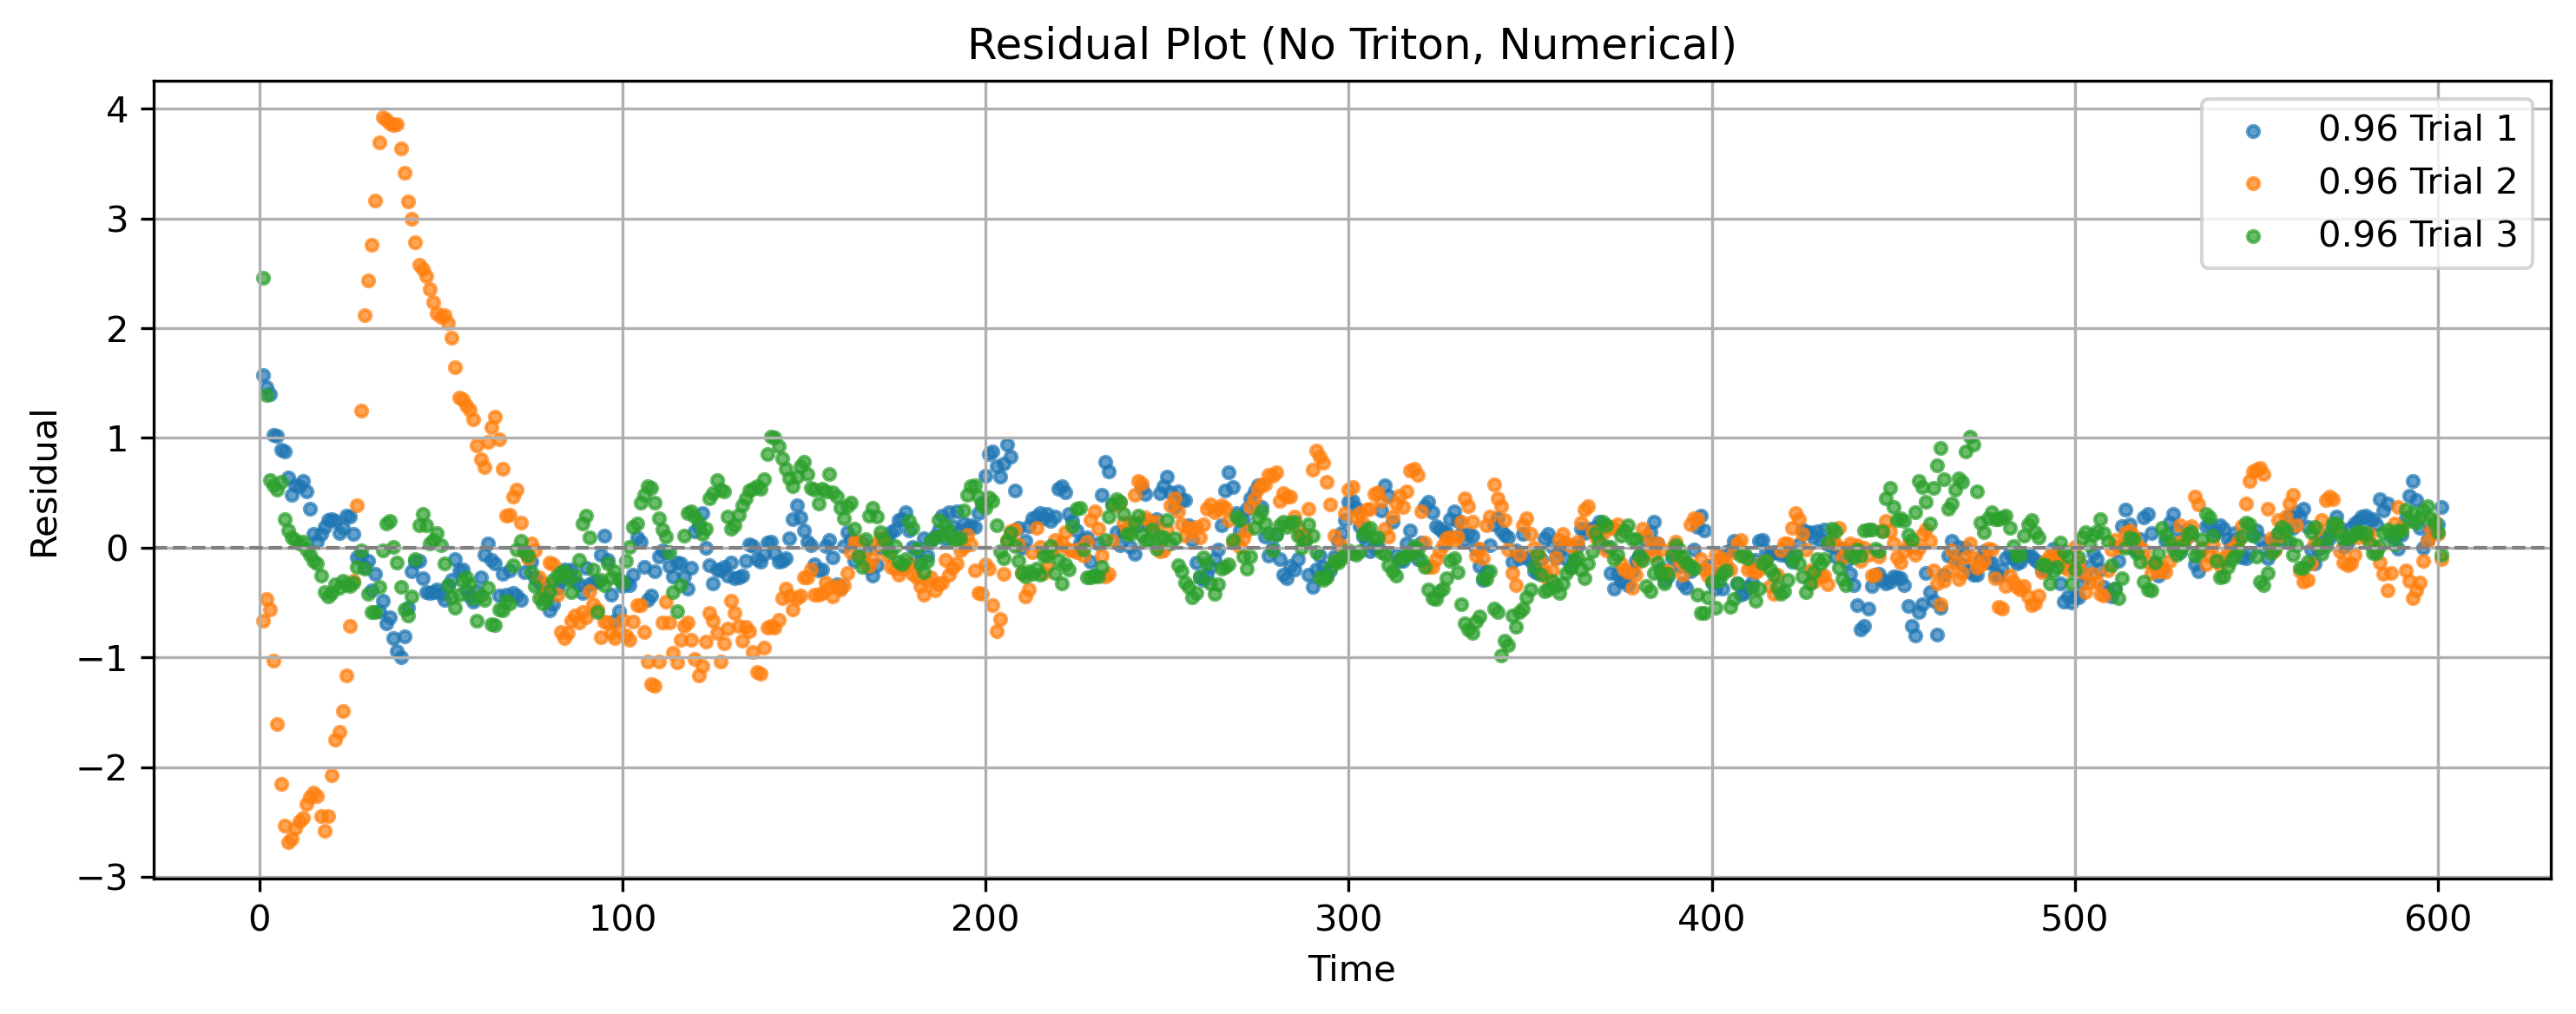 Residual Plot (No Triton, Numerical)
4
3
2
1
0
−1
−2
−3
Residual
0.96 Trial 1
0.96 Trial 2
0.96 Trial 3
0 100 200 300 400 500 600
Time